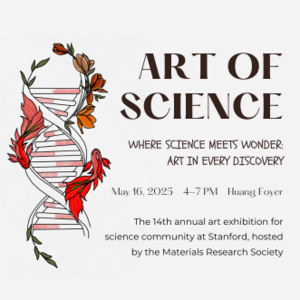 ART OF
SCIENCE
WHERE SCIENCE MEETS WONDER:
ART IN EVERY DISCOVERY
May 16, 2025 4–7 PM Huang Foyer
The 14th annual art exhibition for
science community at Stanford, hosted
by the Materials Research Society